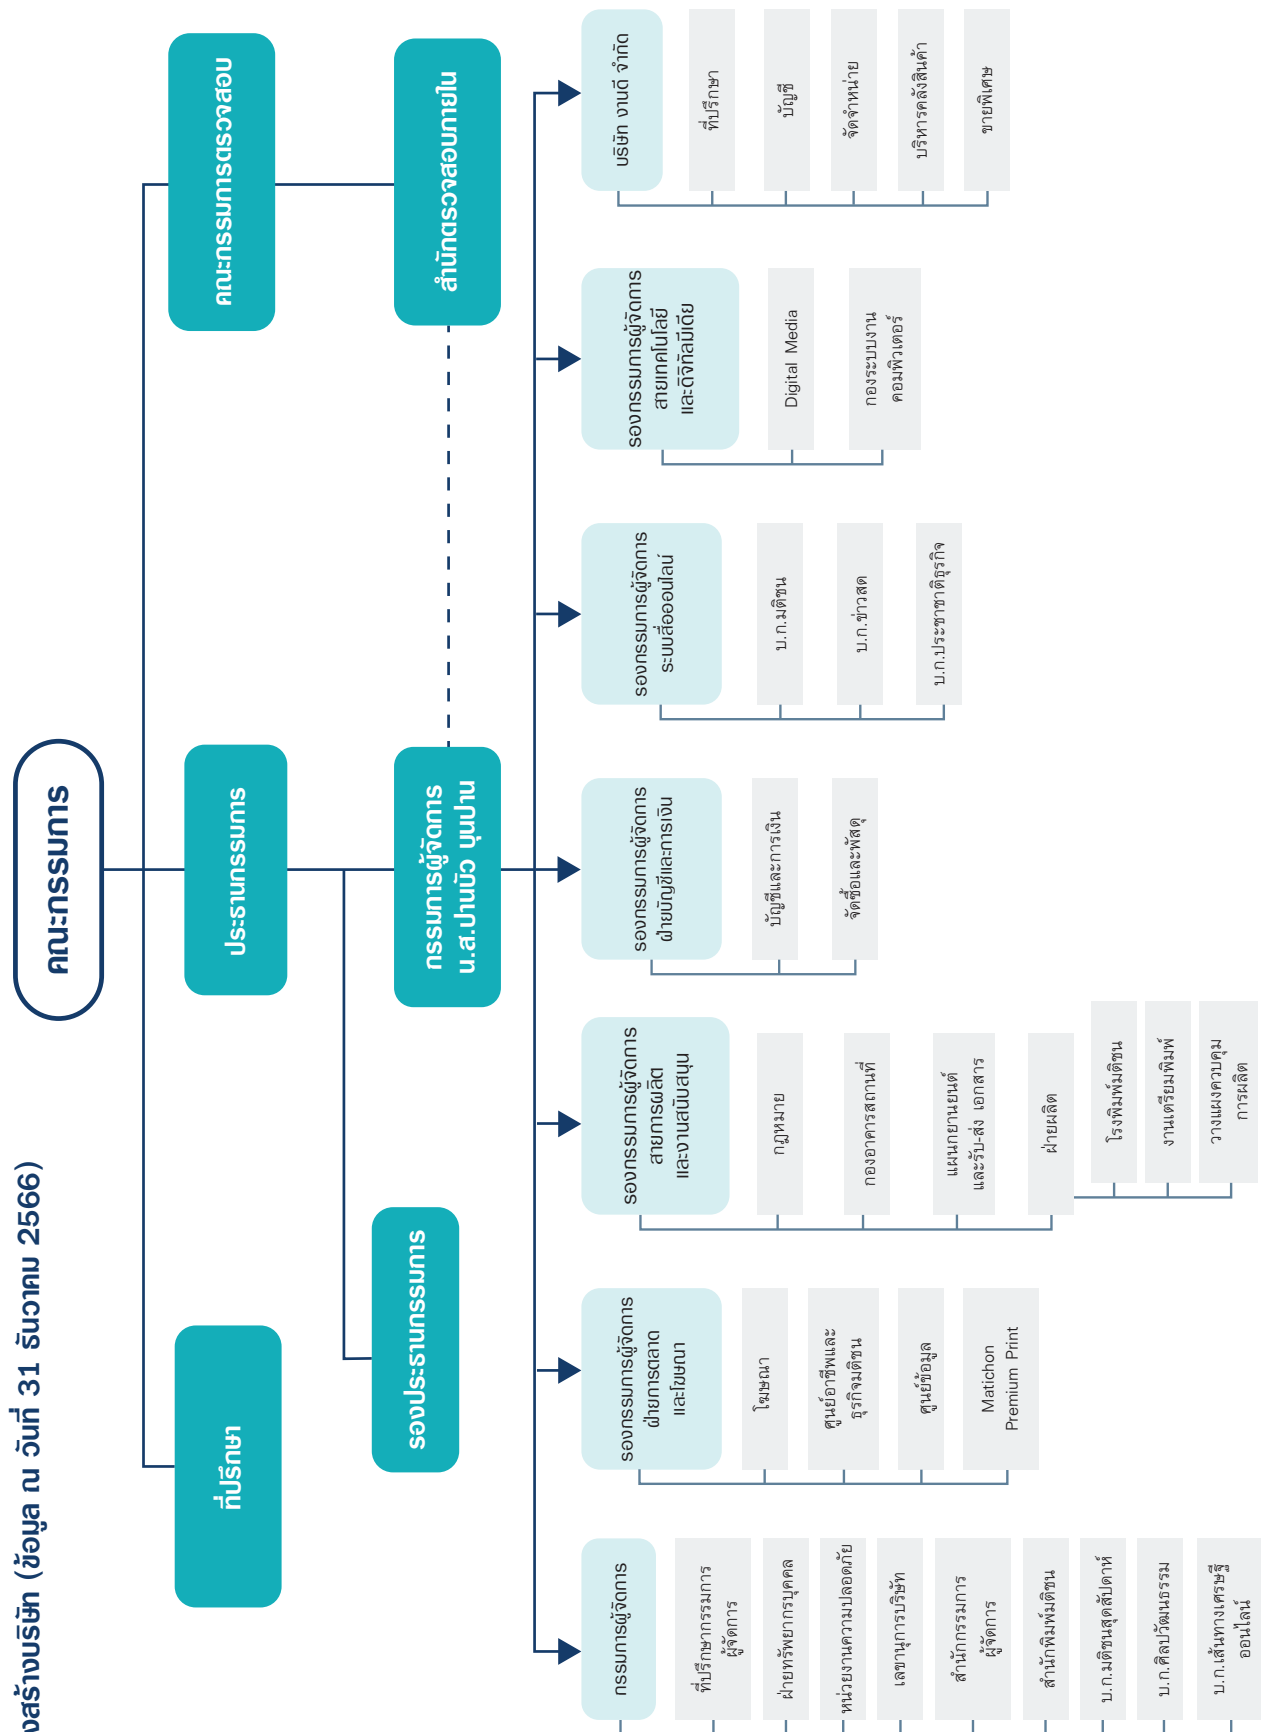 งสร้างบริษัท (ข้อมูล ณ วันที่ 31 ธันวาคม 2566)
คณะกรรมการ
ที่ปรึกษา
ประธานกรรมการ
คณะกรรมการตรวจสอบ
รองประธานกรรมการ
กรรมการผู้จัดการ
น.ส.ปานบัว บุนปาน
สำนักตรวจสอบภายใน
กรรมการผู้จัดการ
ที่ปรึกษากรรมการ
ผู้จัดการ
ฝ่ายทรัพยากรบุคคล
หน่วยงานความปลอดภัย
เลขานุการบริษัท
สำนักกรรมการ
ผู้จัดการ
สำนักพิมพ์มติชน
บ.ก.มติชนสุดสัปดาห์
บ.ก.ศิลปวัฒนธรรม
บ.ก.เส้นทางเศรษฐี
ออนไลน์
รองกรรมการผู้จัดการ
ฝ่ายการตลาด
และโฆษณา
โฆษณา
ศูนย์อาชีพและ
ธุรกิจมติชน
ศูนย์ข้อมูล
Matichon
Premium Print
รองกรรมการผู้จัดการ
สายการผลิต
และงานสนับสนุน
กฎหมาย
กองอาคารสถานที่
แผนกยานยนต์
และรับ-ส่ง เอกสาร
ฝ่ายผลิต
โรงพิมพ์มติชน
งานเตรียมพิมพ์
วางแผงควบคุม
การผลิต
รองกรรมการผู้จัดการ
ฝ่ายบัญชีและการเงิน
บัญชีและการเงิน
จัดซื้อและพัสดุ
รองกรรมการผู้จัดการ
ระบบสื่อออนไลน์
บ.ก.มติชน
บ.ก.ข่าวสด
บ.ก.ประชาชาติธุรกิจ
รองกรรมการผู้จัดการ
สายเทคโนโลยี
และดิจิทัลมีเดีย
Digital Media
กองระบบงาน
คอมพิวเตอร์
บริษัท งานดี จำกัด
ที่ปรึกษา
บัญชี
จัดจำหน่าย
บริหารคลังสินค้า
ขายพิเศษ